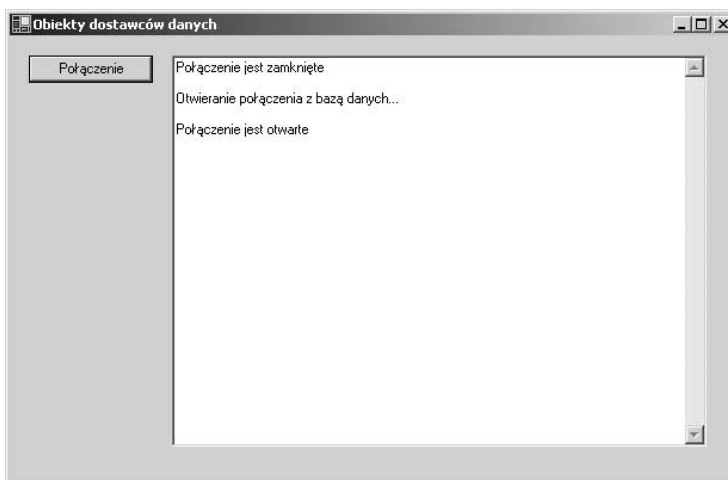 Obiekty dostawców danych
Połączenie
Połączenie jest zamknięte
Otwieranie połączenia z bazą danych...
Połączenie jest otwarte